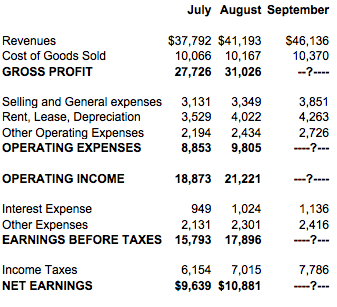 July August September
Revenues $37,792 $41,193 $46,136
Cost of Goods Sold 10,066 10,167 10,370
GROSS PROFIT 27,726 31,026 --?----
Selling and General expenses 3,131 3,349 3,851
Rent, Lease, Depreciation 3,529 4,022 4,263
Other Operating Expenses 2,194 2,434 2,726
OPERATING EXPENSES 8,853 9,805 ----?---
OPERATING INCOME 18,873 21,221 ---?----
Interest Expense 949 1,024 1,136
Other Expenses 2,131 2,301 2,416
EARNINGS BEFORE TAXES 15,793 17,896 ----?---
Income Taxes 6,154 7,015 7,786
NET EARNINGS $9,639 $10,881 ----?---